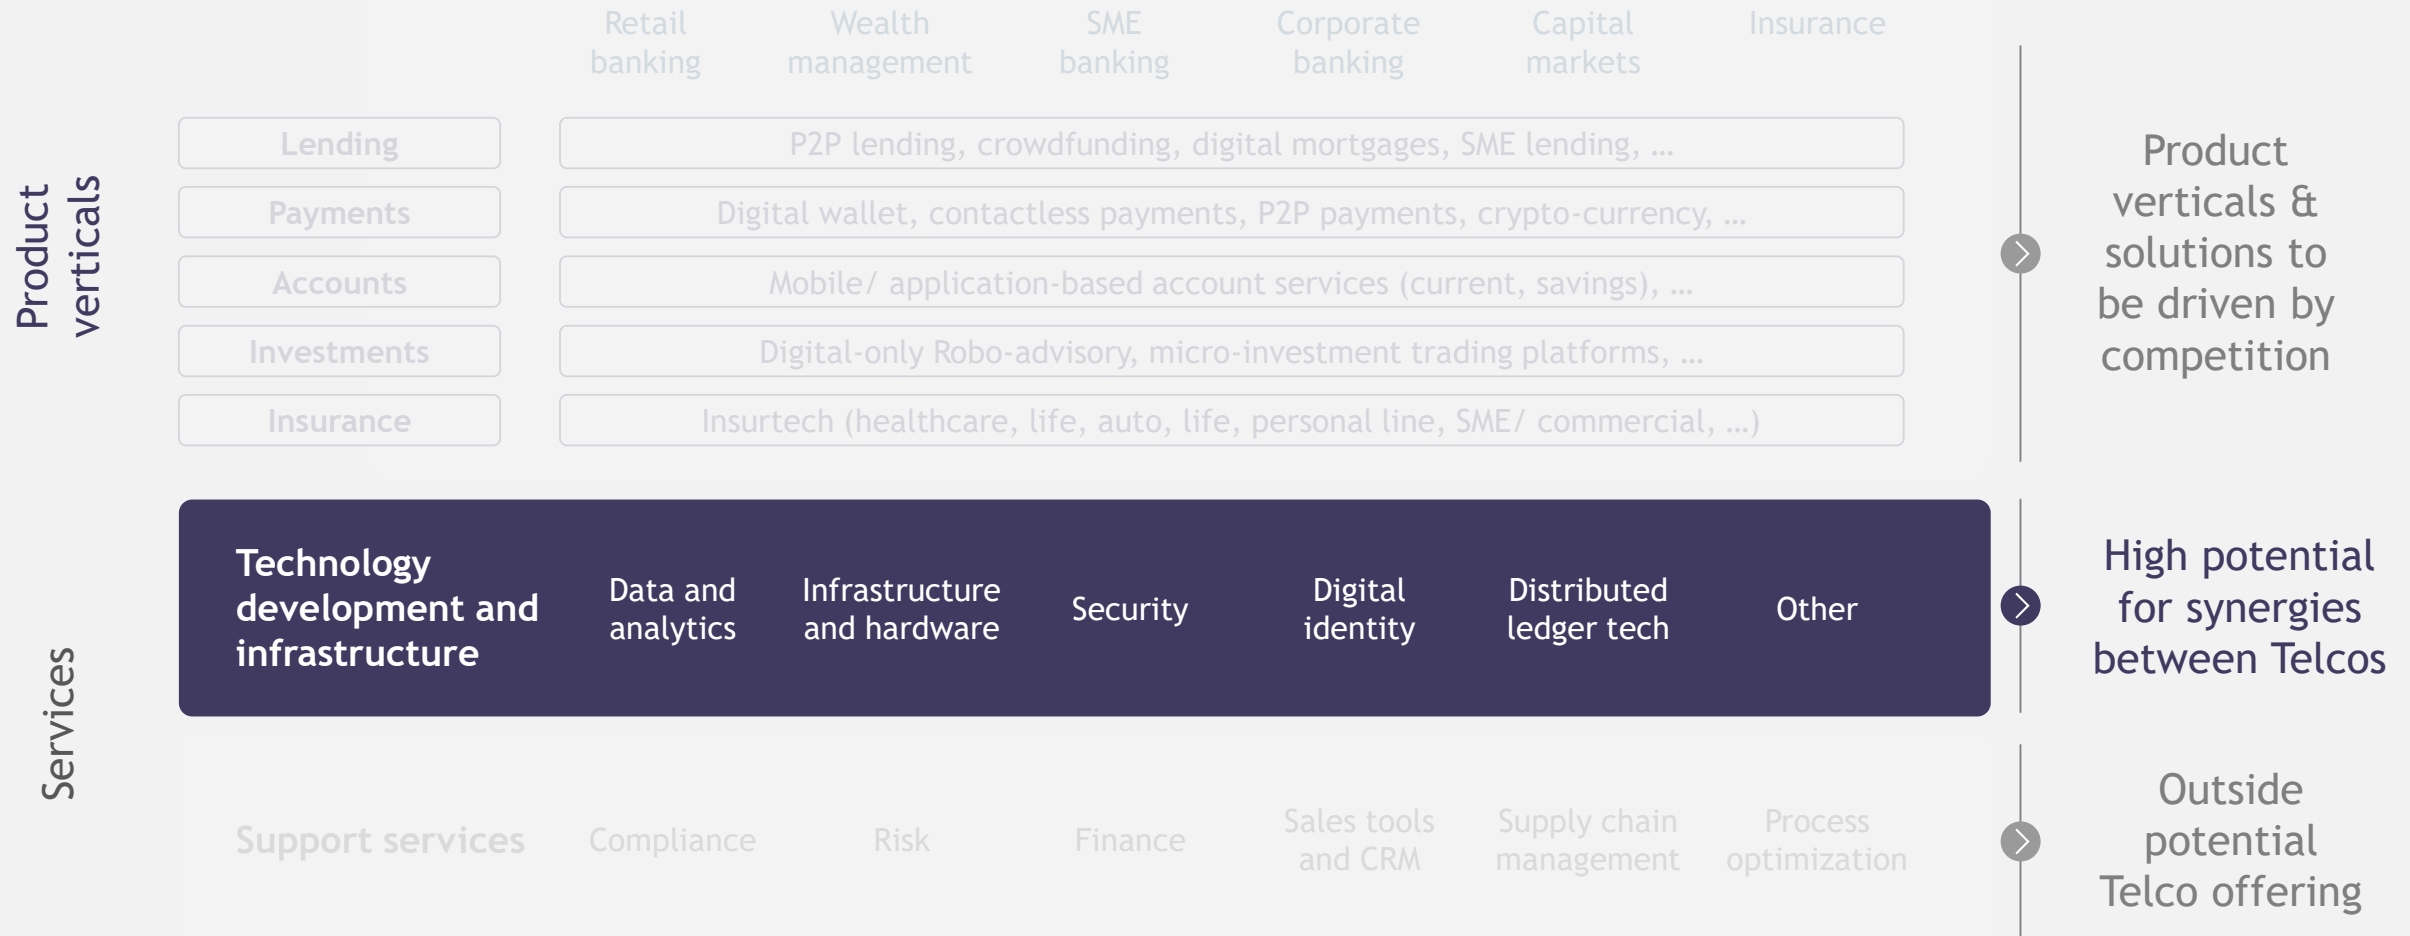 Retail
banking
Wealth
management
SME
banking
Corporate
banking
Capital
markets
Insurance
Product
verticals
Lending
P2P lending, crowdfunding, digital mortgages, SME lending, …
Payments
Digital wallet, contactless payments, P2P payments, crypto-currency, …
Accounts
Mobile/ application-based account services (current, savings), …
Investments
Digital-only Robo-advisory, micro-investment trading platforms, …
Insurance
Insurtech (healthcare, life, auto, life, personal line, SME/ commercial, …)
Product
verticals &
solutions to
be driven by
competition
Services
Technology
development and
infrastructure
Data and
analytics
Infrastructure
and hardware
Security
Digital
identity
Distributed
ledger tech
Other
High potential
for synergies
between Telcos
Support services
Compliance
Risk
Finance
Sales tools
and CRM
Supply chain
management
Process
optimization
Outside
potential
Telco offering